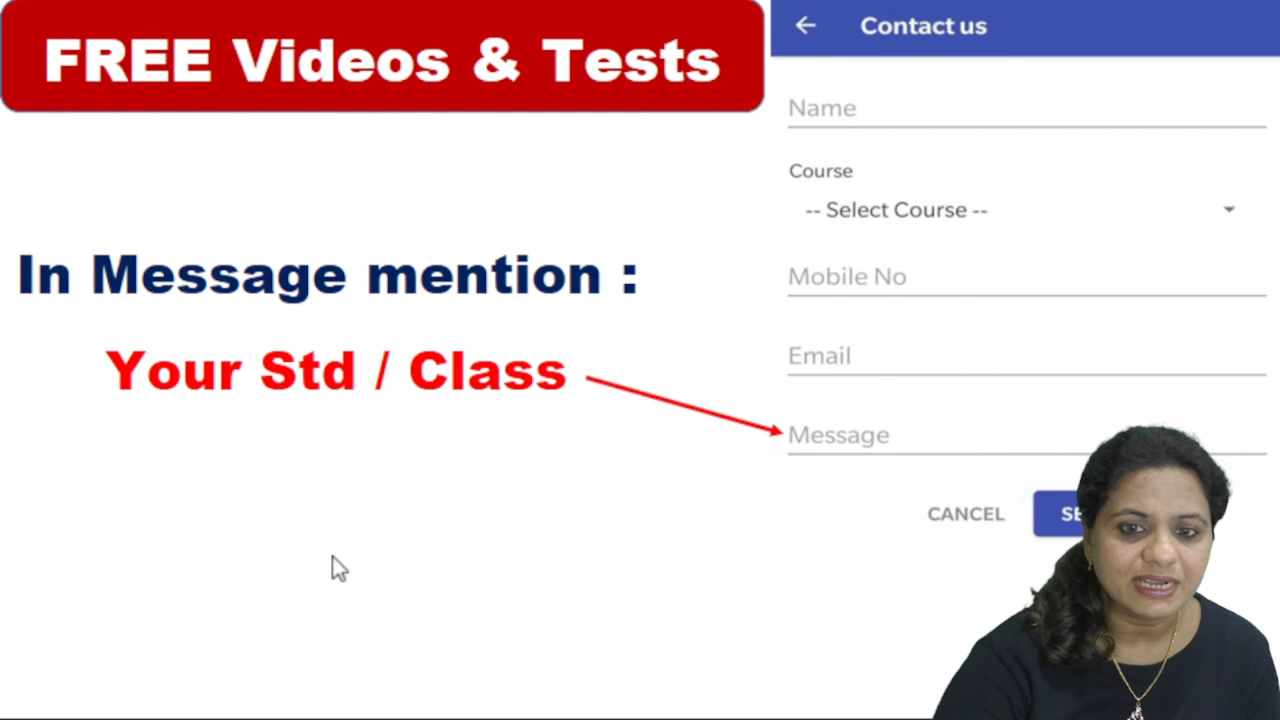 FREE Videos & Tests
In Message mention :
Your Std / Class
Contact us
Name
Course
-- Select Course --
Mobile No
Email
Message
CANCEL